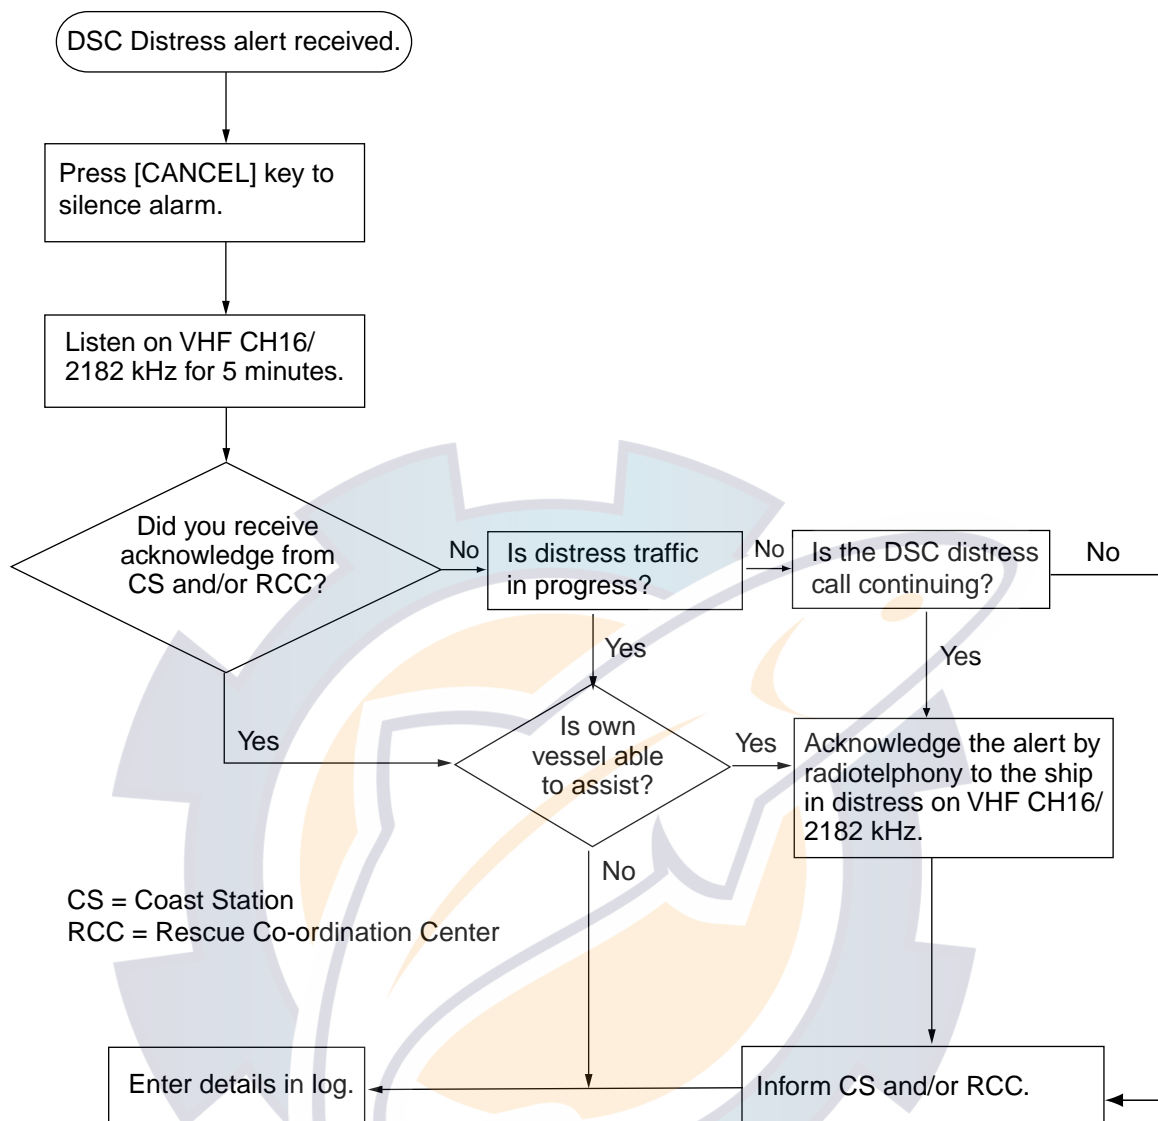 DSC Distress alert received.
Press [CANCEL] key to
silence alarm.
Listen on VHF CH16/
2182 kHz for 5 minutes.
Did you receive
acknowledge from
CS and/or RCC?
No
Is distress traffic
in progress?
No
Is the DSC distress
call continuing?
No
Yes
Yes
Yes
Is own
vessel able
to assist?
Yes
Acknowledge the alert by
radiotelphony to the ship
in distress on VHF CH16/
2182 kHz.
No
CS = Coast Station
RCC = Rescue Co-ordination Center
Enter details in log.
Inform CS and/or RCC.